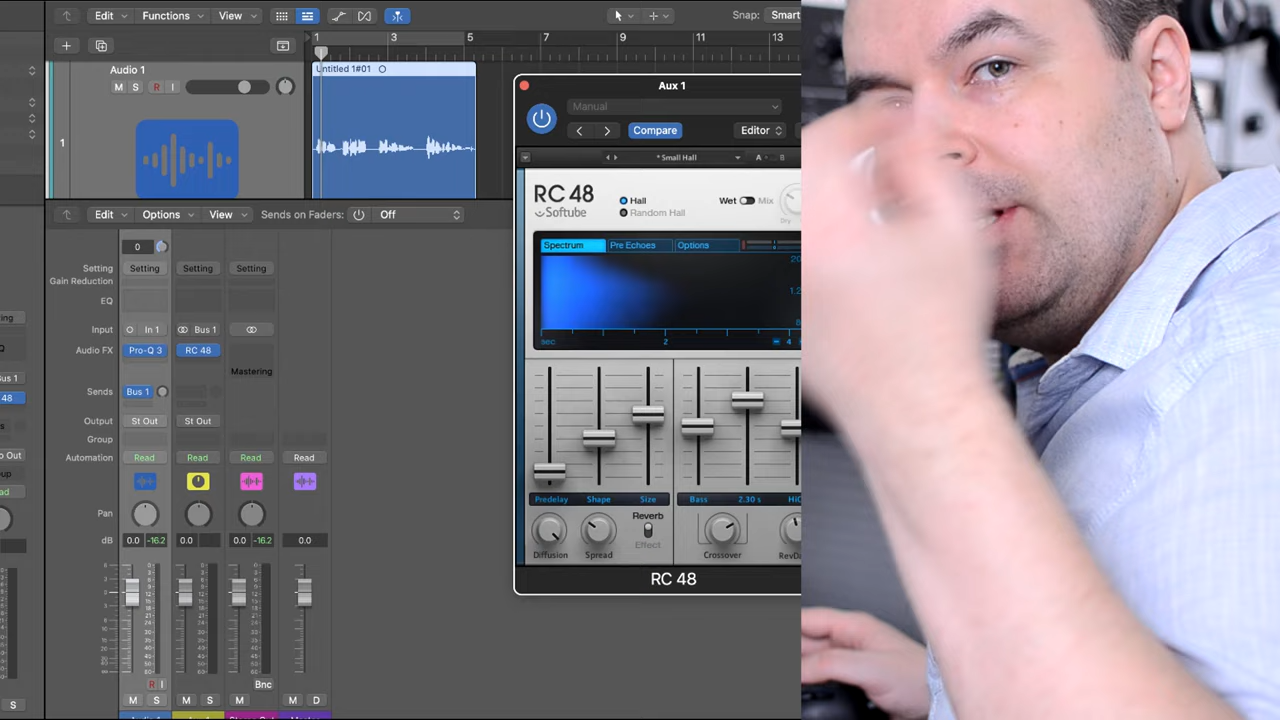 Edit Functions View Snap: Smart
1 3 5 7 9 11 13
Audio 1
M S R I
Untitled 1#01
1
Aux 1
Manual
Compare Editor
* Small Hall A B
RC 48
Softube
Hall
Random Hall
Wet Mix
Dry
Spectrum Pre Echoes Options
sec 2 4
Predelay Shape Size Bass 2.30 s
Reverb
Effect
Diffusion Spread Crossover
RC 48
Edit Options View Sends on Faders: Off
0
Setting Setting Setting Setting
Gain Reduction
EQ
Input In 1 Bus 1
Audio FX Pro-Q 3 RC 48
Mastering
Sends Bus 1
Output St Out St Out
Group
Automation Read Read Read Read
Pan
dB 0.0 -16.2 0.0 0.0 -16.2 0.0
R I Bnc
M S M S M M D
S